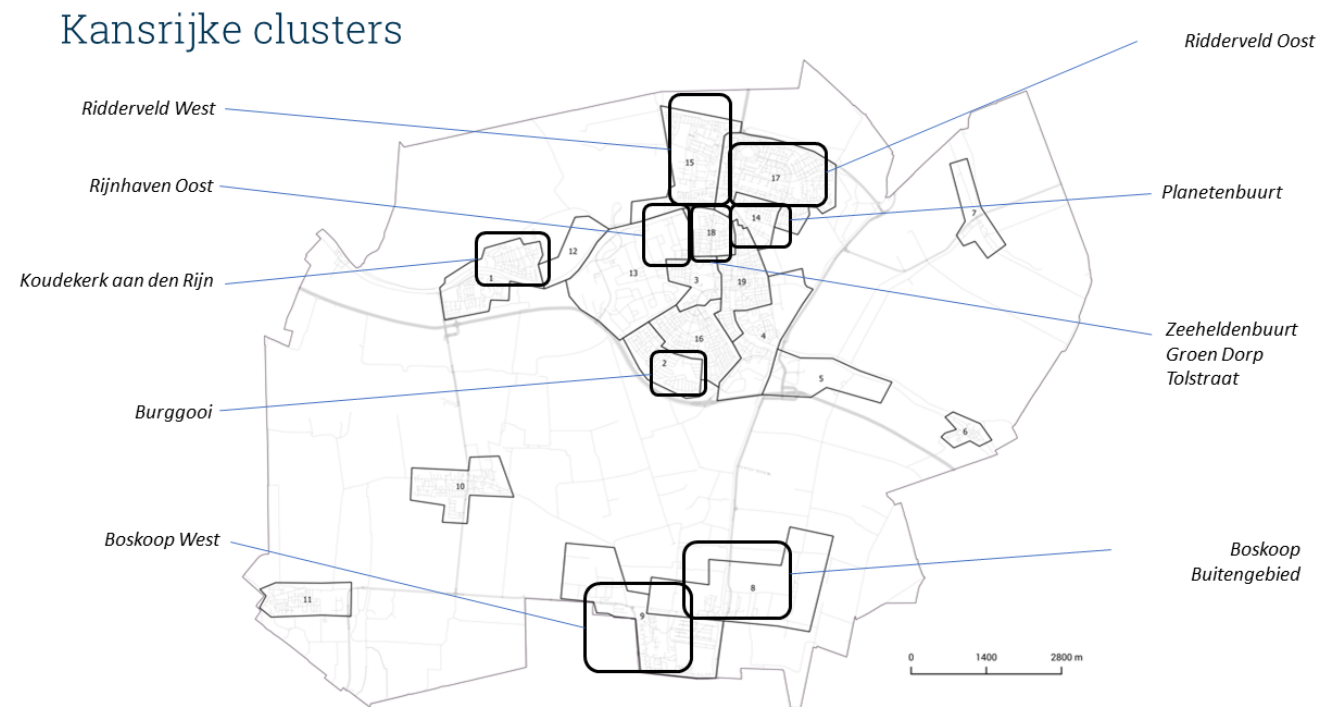 Kansrijke clusters
Ridderveld Oost
Ridderveld West
15
17
Rijnhaven Oost
Planetenbuurt
7
14
18
12
13
Koudekerk aan den Rijn
1
3
19
Zeeheldenbuurt
Groen Dorp
Tolstraat
16
4
2
5
Burggooi
6
10
Boskoop West
Boskoop
Buitengebied
8
11
9
0 1400 2800 m